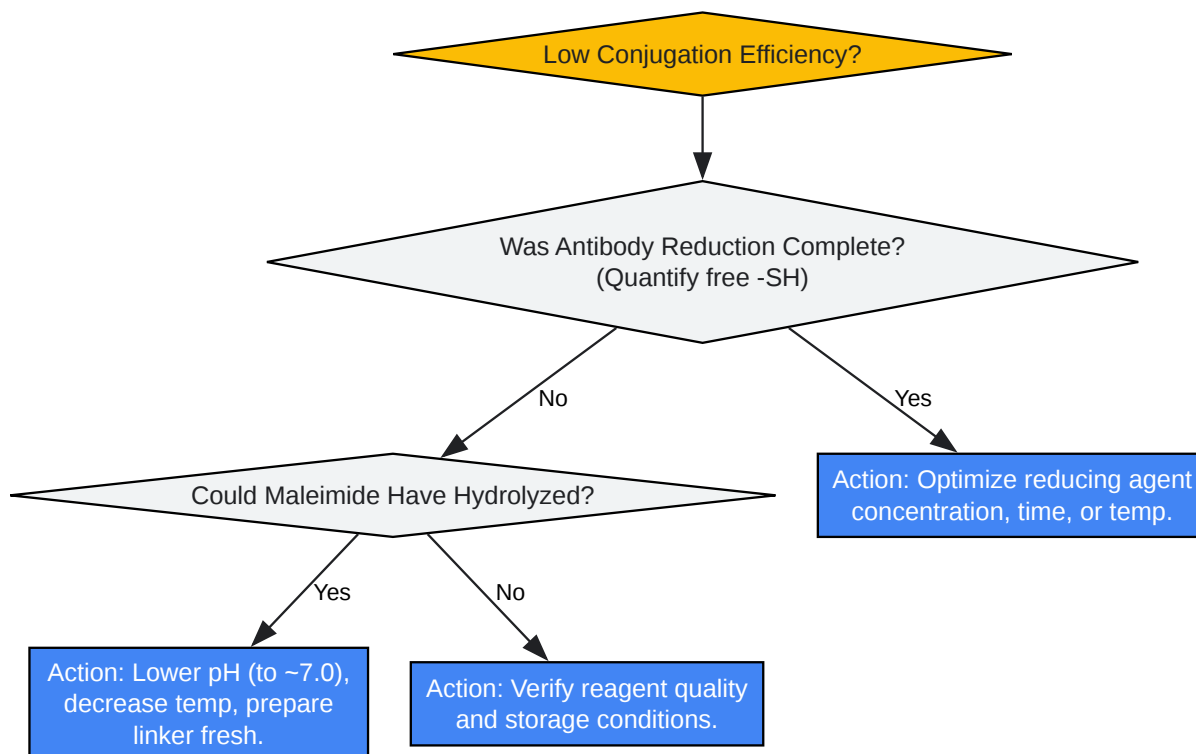 Low Conjugation Efficiency?
Was Antibody Reduction Complete?
(Quantify free -SH)
No
Yes
Could Maleimide Have Hydrolyzed?
Action: Optimize reducing agent
concentration, time, or temp.
Yes
No
Action: Lower pH (to ~7.0),
decrease temp, prepare
linker fresh.
Action: Verify reagent quality
and storage conditions.